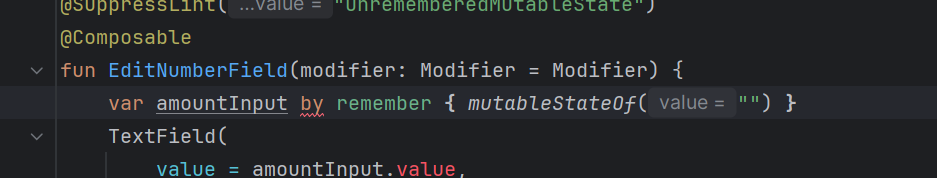 @SuppressLint(...value = "UnrememberedMutableState")
@Composable
fun EditNumberField(modifier: Modifier = Modifier) {
var amountInput by remember { mutableStateOf( value = "") }
TextField(
value = amountInput.value,